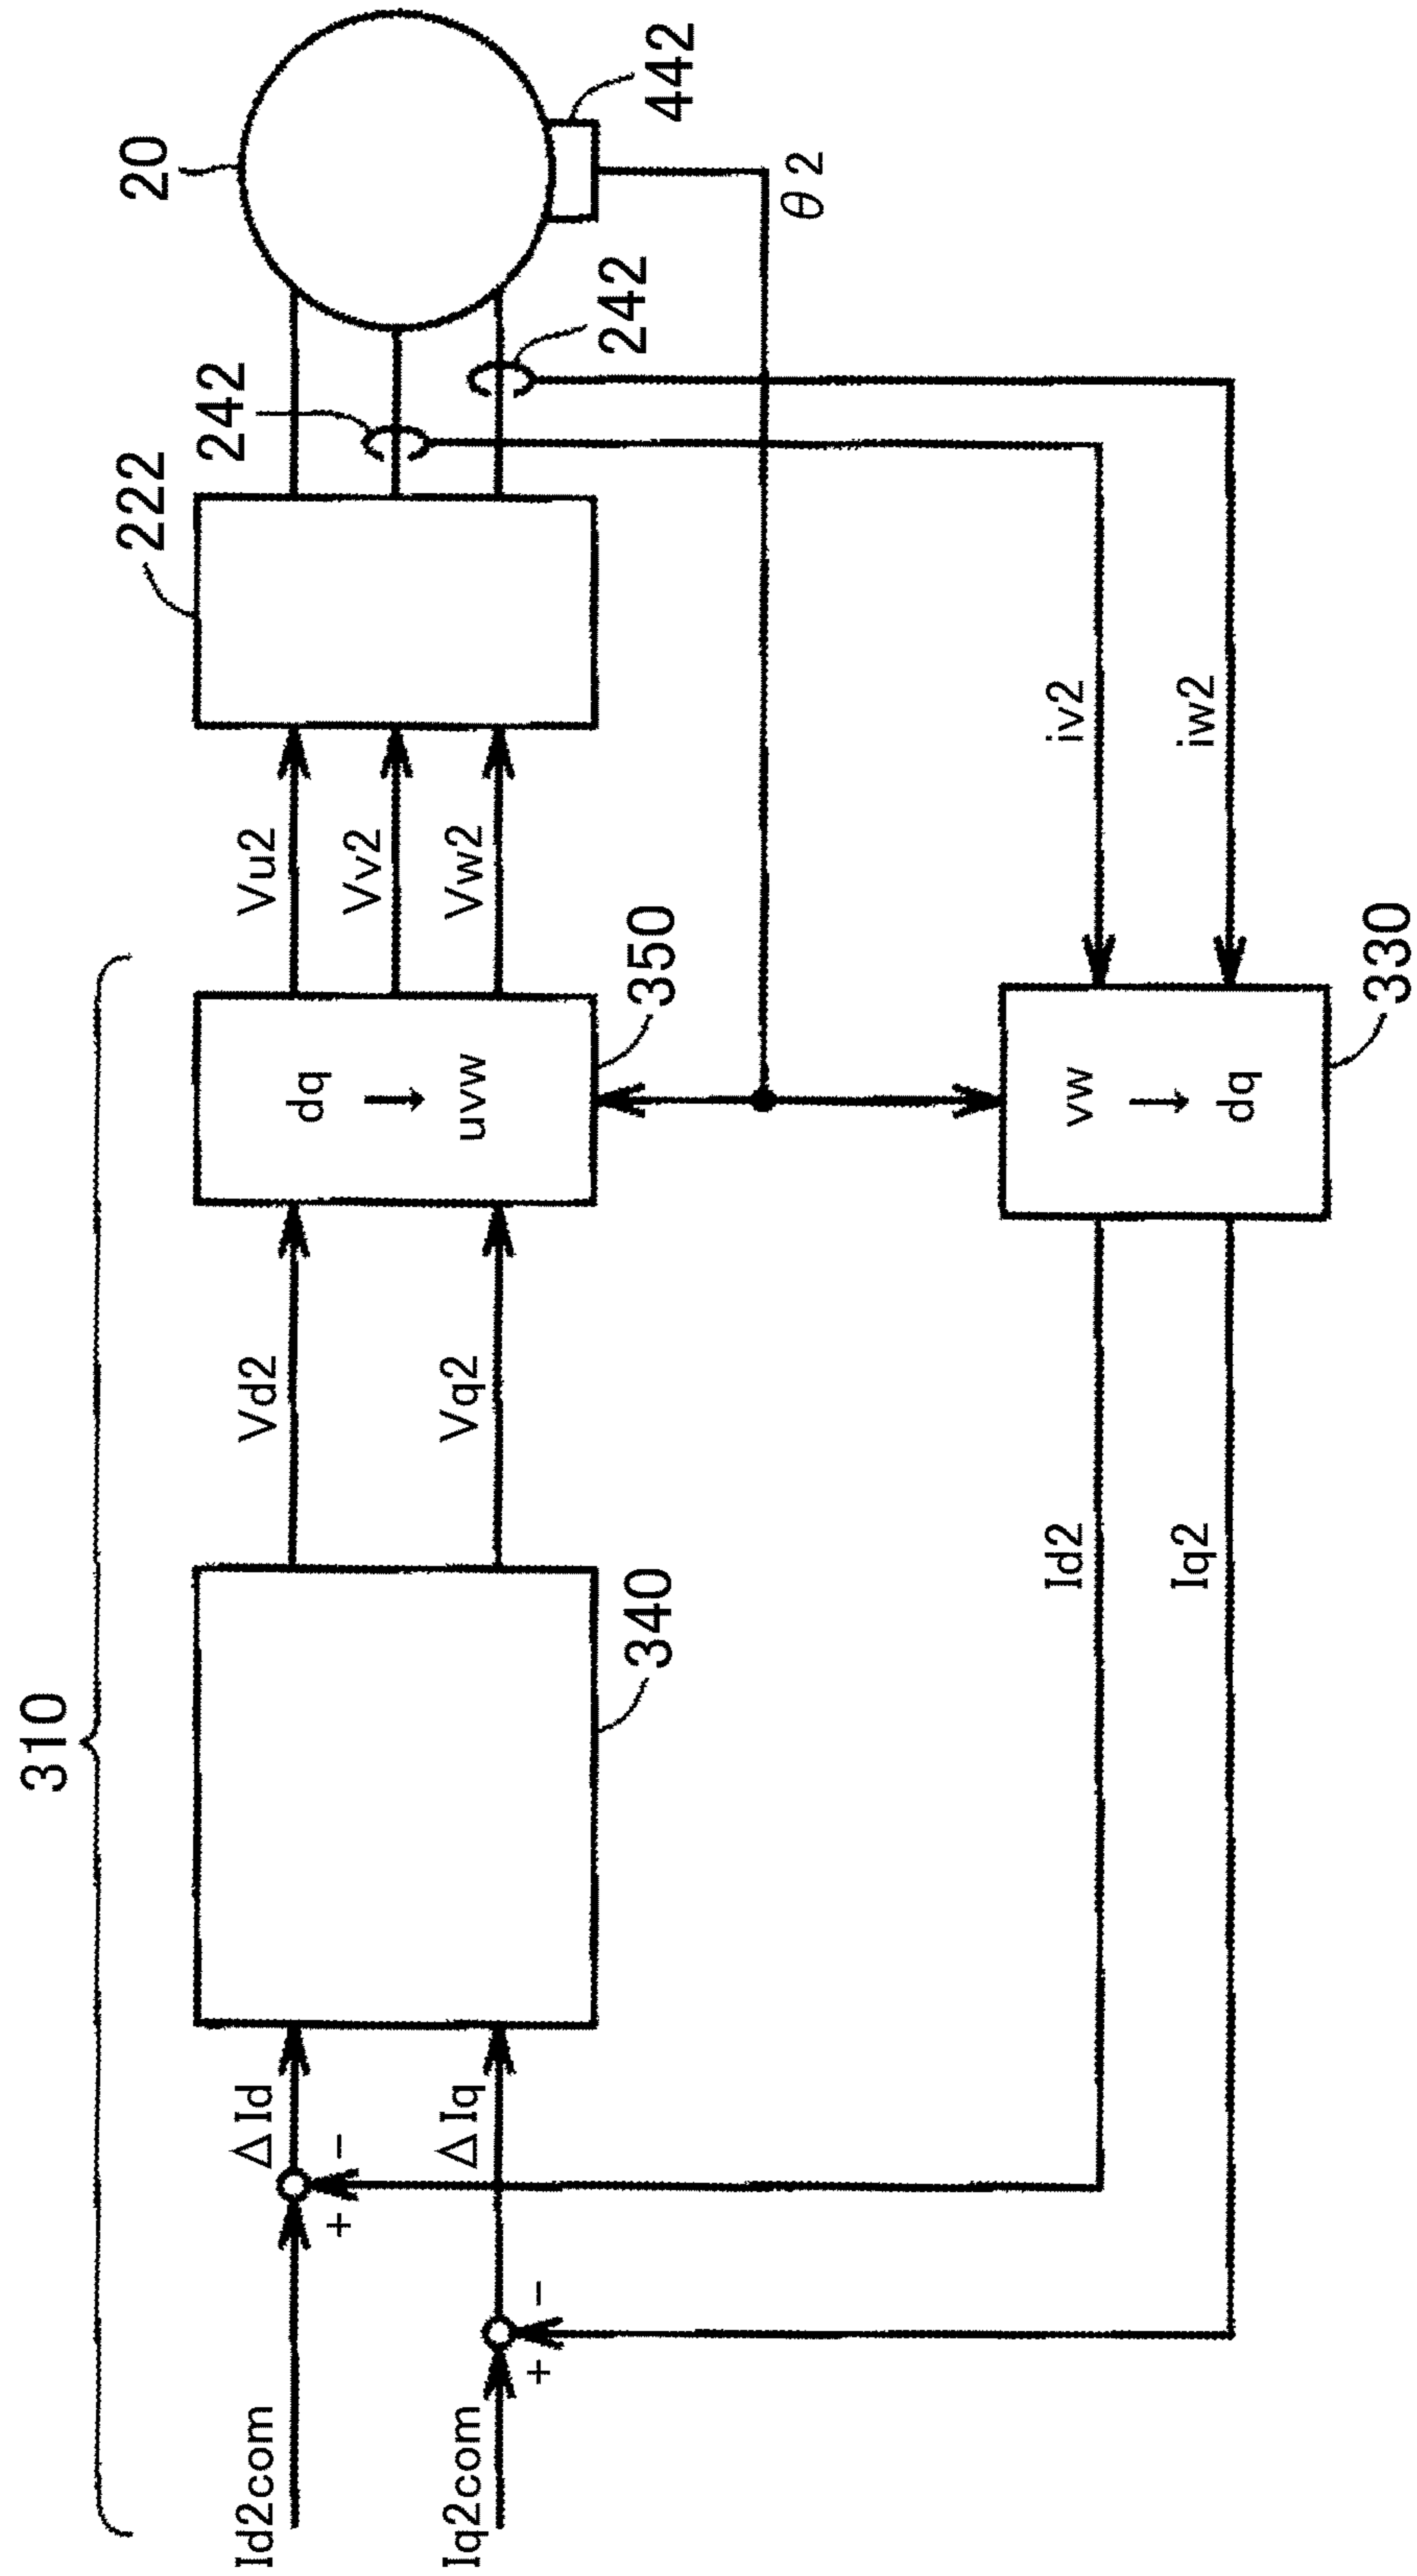 310
222
242
20
Id2com
+
-
ΔId
Vd2
dq
↓
uvw
Vu2
Vv2
Vw2
242
442
Iq2com
+
-
ΔIq
Vq2
340
350
θ2
Id2
Iq2
vw
↓
dq
iv2
iw2
330